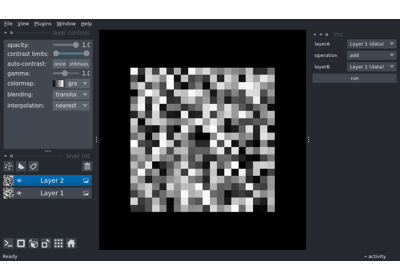 File View Plugins Window Help
layer controls
opacity: 1.0
contrast limits:
auto-contrast: once continuous
gamma: 1.0
colormap: gra
blending: translu
interpolation: nearest
layer list
Layer 2
Layer 1
layerA Layer 1 (data)
operation add
layerB Layer 1 (data)
run
Ready
activity